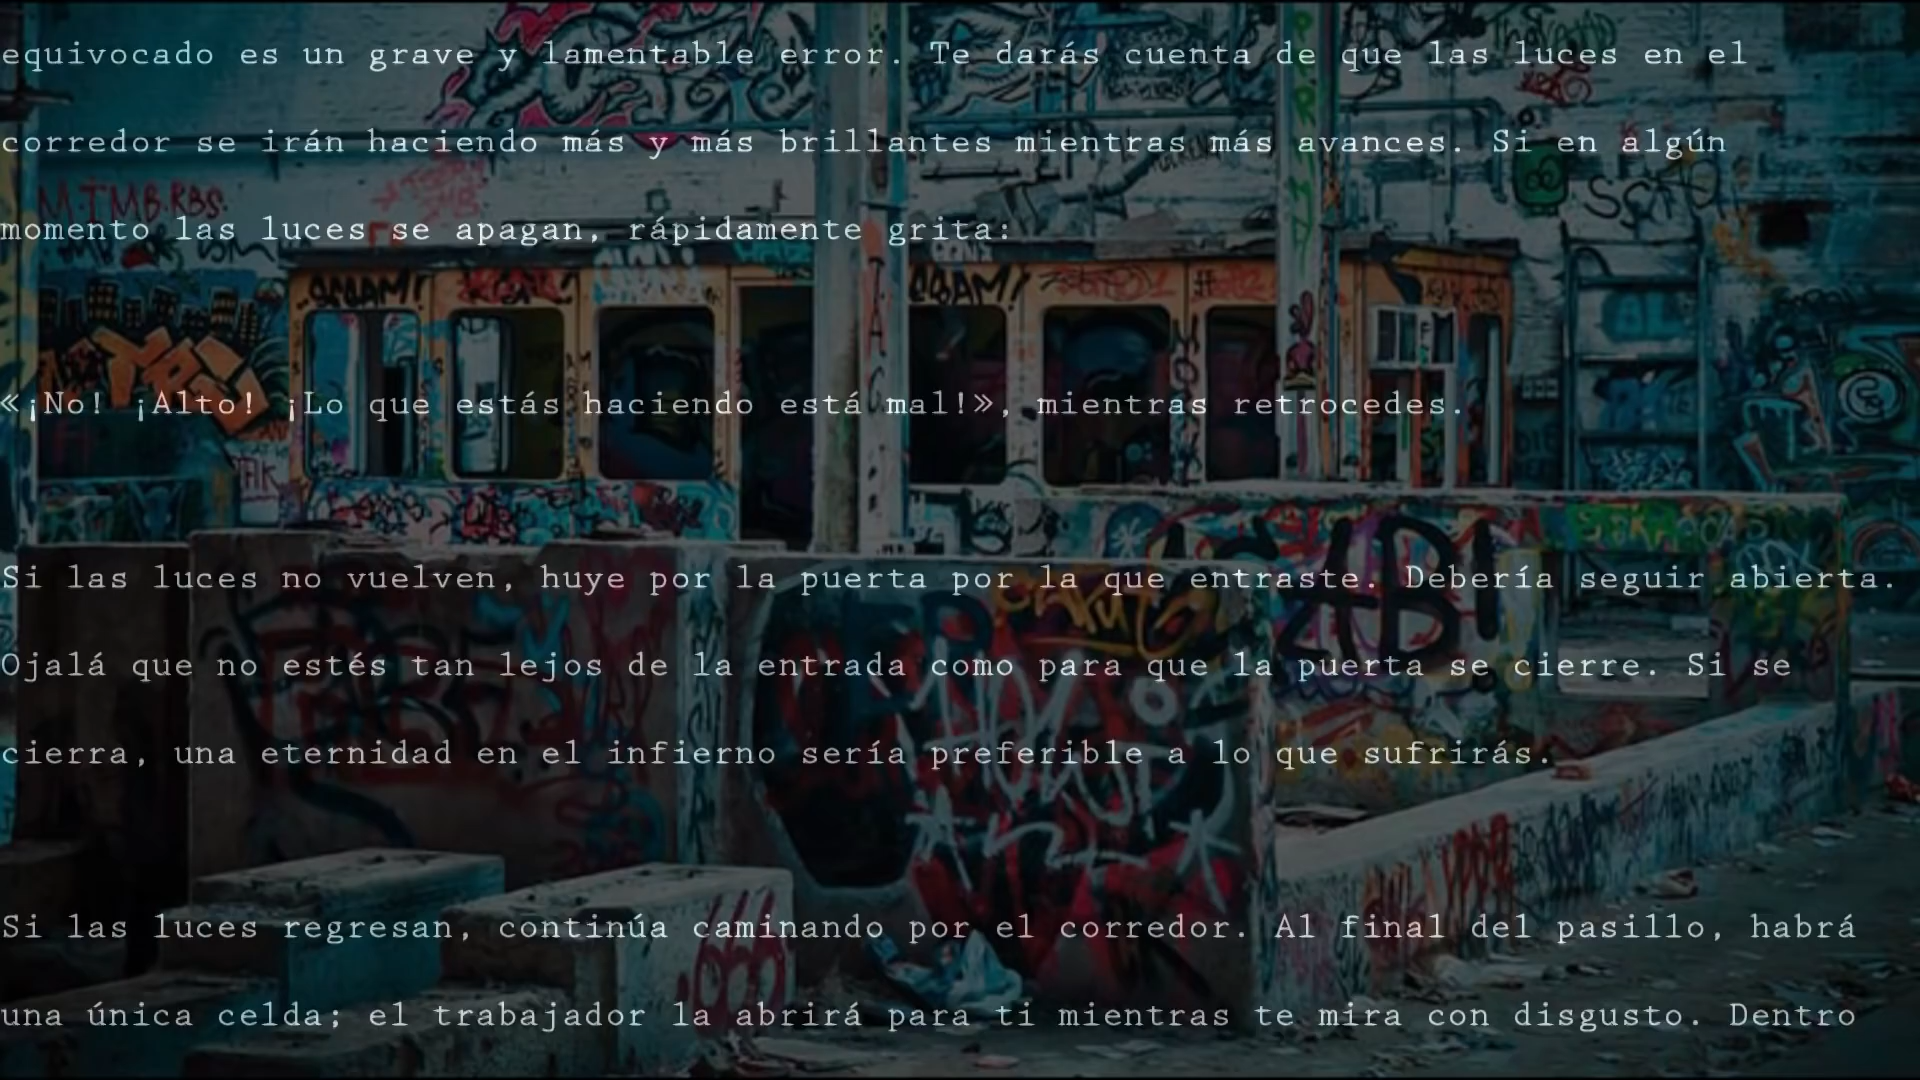 equivocado es un grave y lamentable error. Te darás cuenta de que las luces en el
corredor se irán haciendo más y más brillantes mientras más avances. Si en algún
momento las luces se apagan, rápidamente grita:
«¡No! ¡Alto! ¡Lo que estás haciendo está mal!», mientras retrocedes.
Si las luces no vuelven, huye por la puerta por la que entraste. Debería seguir abierta.
Ojalá que no estés tan lejos de la entrada como para que la puerta se cierre. Si se
cierra, una eternidad en el infierno sería preferible a lo que sufrirás.
Si las luces regresan, continúa caminando por el corredor. Al final del pasillo, habrá
una única celda; el trabajador la abrirá para ti mientras te mira con disgusto. Dentro
M.T.M.B.RBS.
666